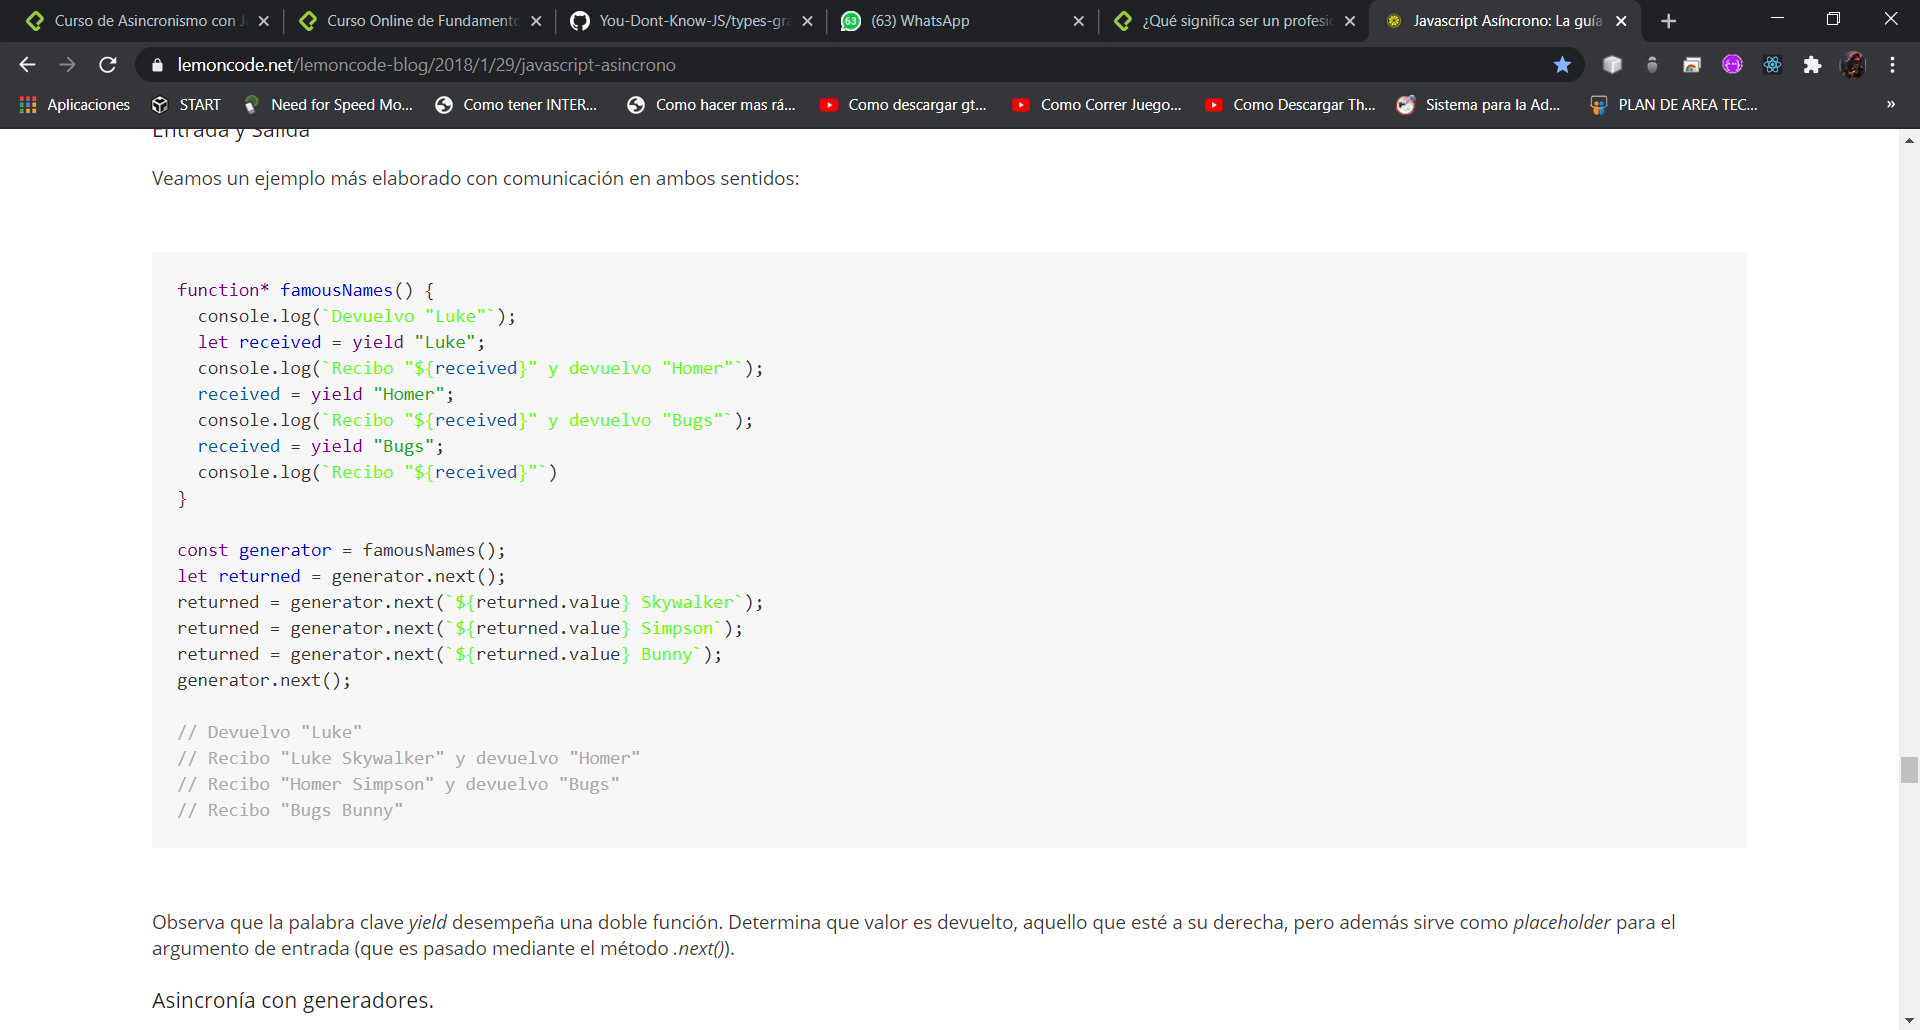 Curso de Asincronismo con J
Curso Online de Fundamento
You-Dont-Know-JS/types-gra
63
(63) WhatsApp
¿Qué significa ser un profesio
Javascript Asíncrono: La guía
lemoncode.net/lemoncode-blog/2018/1/29/javascript-asincrono
Aplicaciones
START
Need for Speed Mo...
Como tener INTER...
Como hacer mas rá...
Como descargar gt...
Como Correr Juego...
Como Descargar Th...
Sistema para la Ad...
PLAN DE AREA TEC...
»
Entrada y Salida
Veamos un ejemplo más elaborado con comunicación en ambos sentidos:
function* famousNames() {
  console.log(`Devuelvo "Luke"`);
  let received = yield "Luke";
  console.log(`Recibo "${received}" y devuelvo "Homer"`);
  received = yield "Homer";
  console.log(`Recibo "${received}" y devuelvo "Bugs"`);
  received = yield "Bugs";
  console.log(`Recibo "${received}"`)
}
const generator = famousNames();
let returned = generator.next();
returned = generator.next(`${returned.value} Skywalker`);
returned = generator.next(`${returned.value} Simpson`);
returned = generator.next(`${returned.value} Bunny`);
generator.next();
// Devuelvo "Luke"
// Recibo "Luke Skywalker" y devuelvo "Homer"
// Recibo "Homer Simpson" y devuelvo "Bugs"
// Recibo "Bugs Bunny"
Observa que la palabra clave yield desempeña una doble función. Determina que valor es devuelto, aquello que esté a su derecha, pero además sirve como placeholder para el
argumento de entrada (que es pasado mediante el método .next()).
Asincronía con generadores.